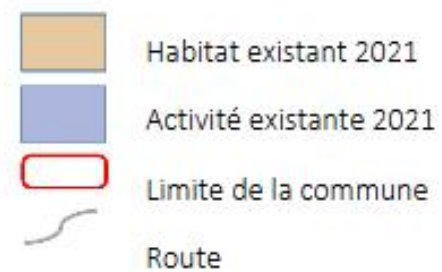 Habitat existant 2021
Activité existante 2021
Limite de la commune
Route